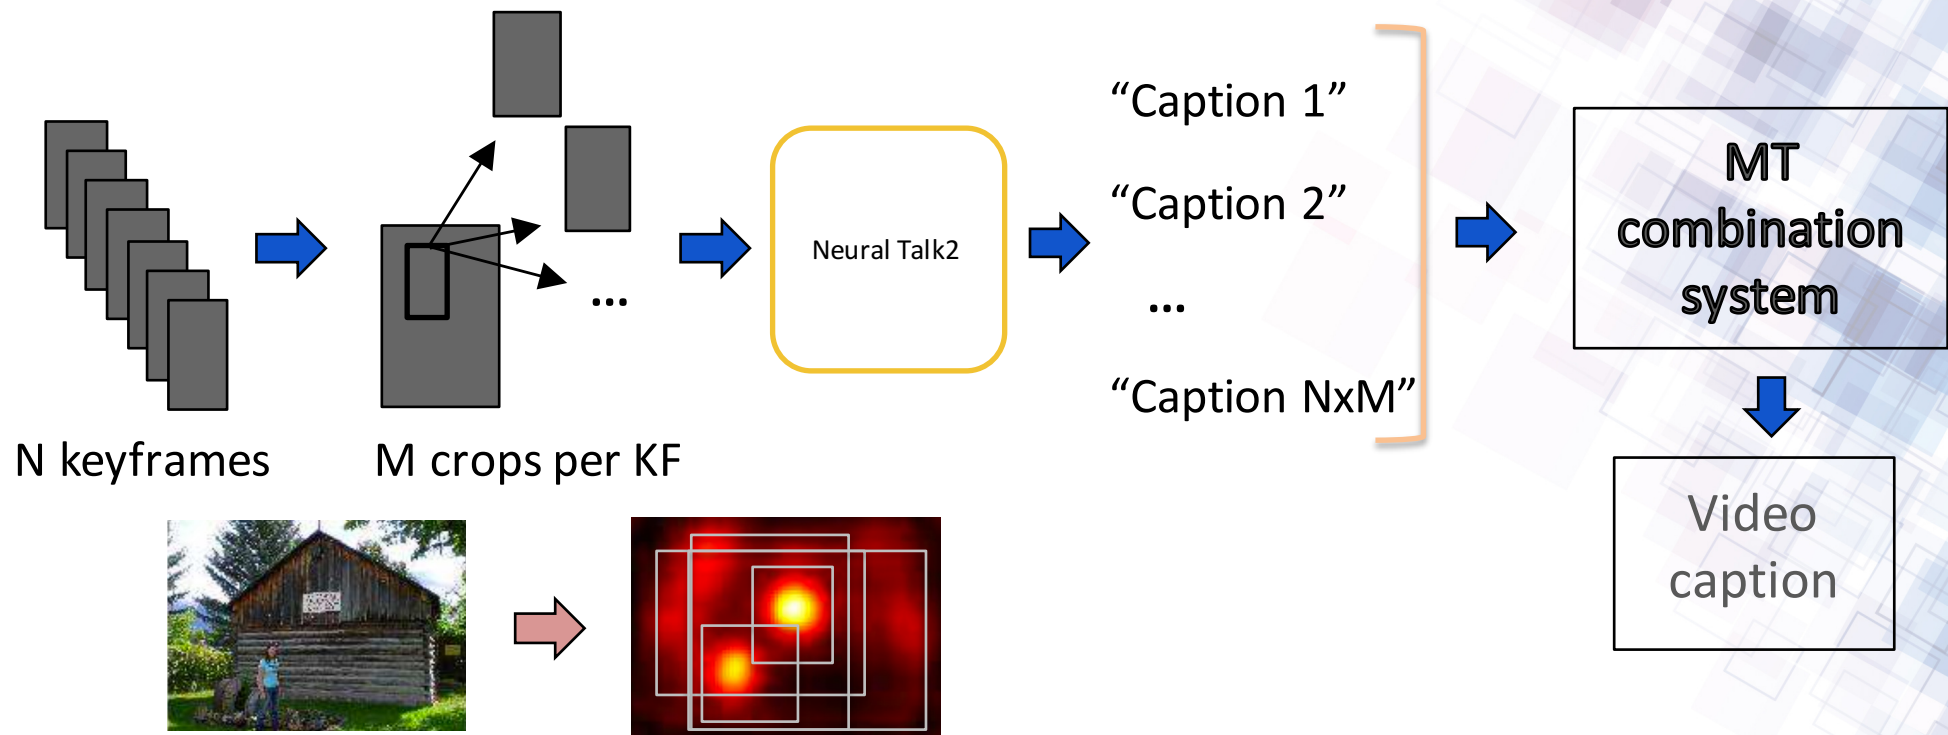 N keyframes
M crops per KF
...
Neural Talk2
“Caption 1”
“Caption 2”
...
“Caption NxM”
MT
combination
system
Video
caption